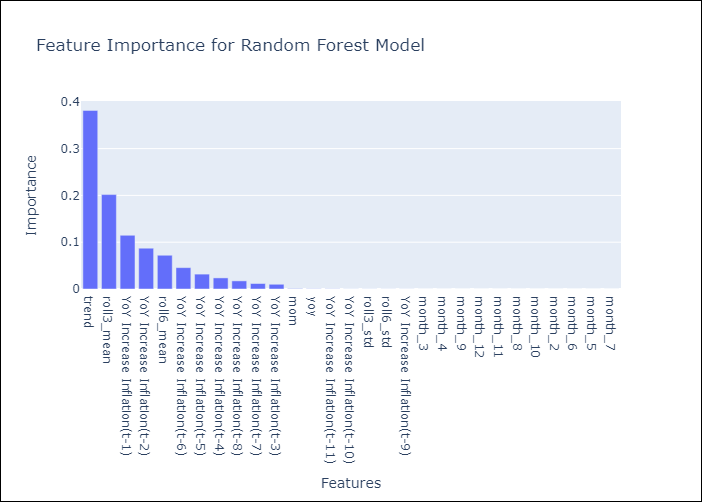 Feature Importance for Random Forest Model
0.4
0.3
0.2
0.1
0
Importance
trend
roll3_mean
YoY Increase Inflation(t-1)
YoY Increase Inflation(t-2)
roll6_mean
YoY Increase Inflation(t-6)
YoY Increase Inflation(t-5)
YoY Increase Inflation(t-4)
YoY Increase Inflation(t-8)
YoY Increase Inflation(t-7)
YoY Increase Inflation(t-3)
mom
yoy
YoY Increase Inflation(t-11)
YoY Increase Inflation(t-10)
roll3_std
roll6_std
YoY Increase Inflation(t-9)
month_3
month_4
month_9
month_12
month_11
month_8
month_10
month_2
month_6
month_5
month_7
Features